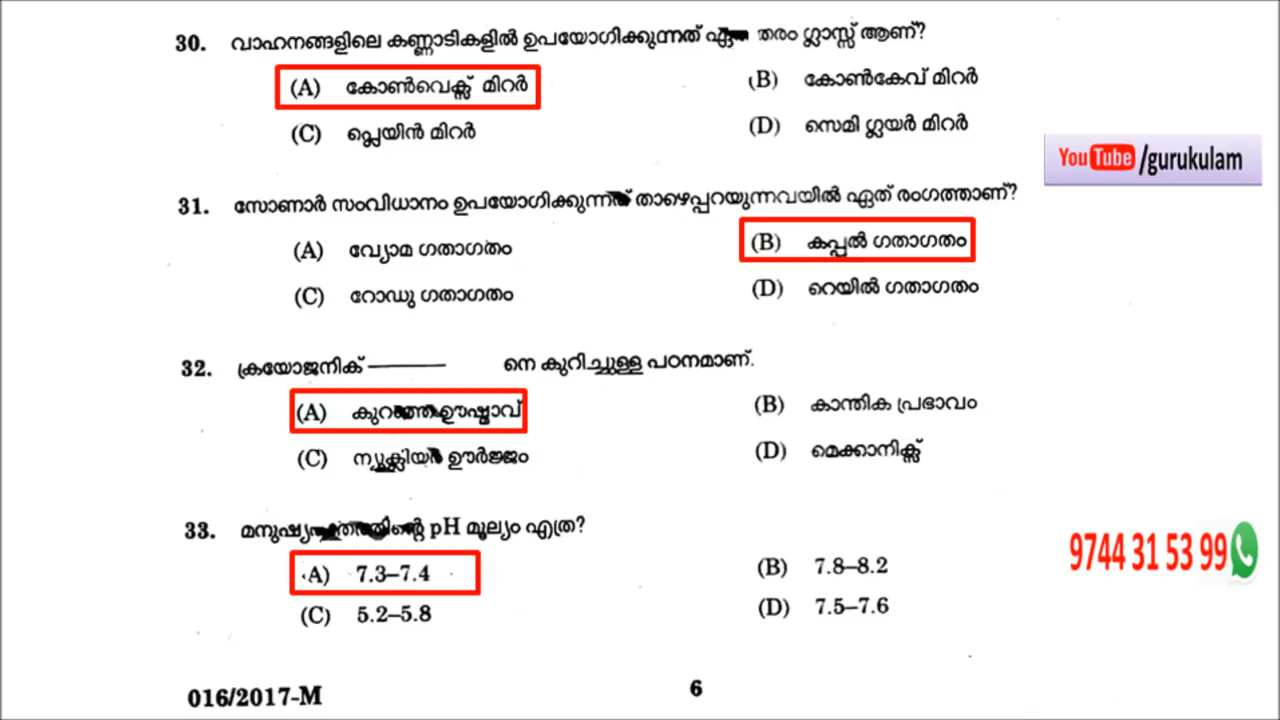 30. വാഹനങ്ങളിലെ കണ്ണാടികളിൽ ഉപയോഗിക്കുന്നത് തരം ഗ്ലാസ്സ് ആണ്?
(A) കോൺവെക്സ് മിറർ (B) കോൺകേവ് മിറർ
(C) പ്ലെയിൻ മിറർ (D) സെമി ഗ്ലയർ മിറർ
YouTube/gurukulam
31. സോണാർ സംവിധാനം ഉപയോഗിക്കുന്നത് താഴെപ്പറയുന്നവയിൽ ഏത് രംഗത്താണ്?
(A) വ്യോമ ഗതാഗതം (B) കപ്പൽ ഗതാഗതം
(C) റോഡു ഗതാഗതം (D) റെയിൽ ഗതാഗതം
32. ക്രയോജനിക് ——— നെ കുറിച്ചുള്ള പഠനമാണ്.
(A) കുറഞ്ഞ ഊഷ്മാവ് (B) കാന്തിക പ്രഭാവം
(C) ന്യൂക്ലിയർ ഊർജ്ജം (D) മെക്കാനിക്സ്
33. pH മൂല്യം എത്ര?
(A) 7.3–7.4 (B) 7.8–8.2
9744 31 53 99
(C) 5.2–5.8 (D) 7.5–7.6
016/2017-M 6